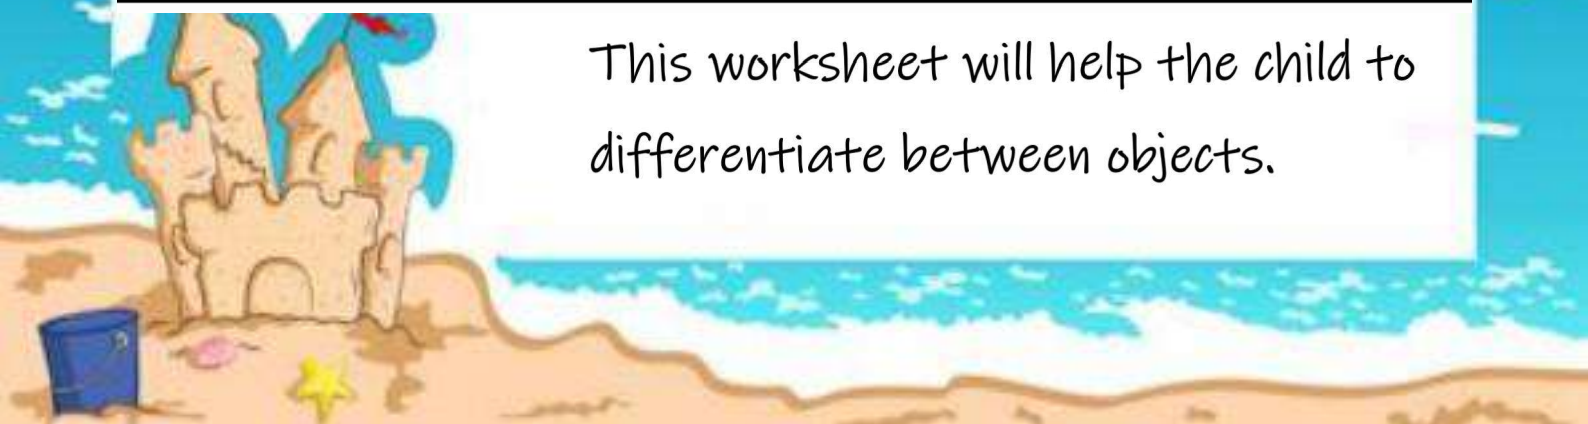 This worksheet will help the child to
differentiate between objects.